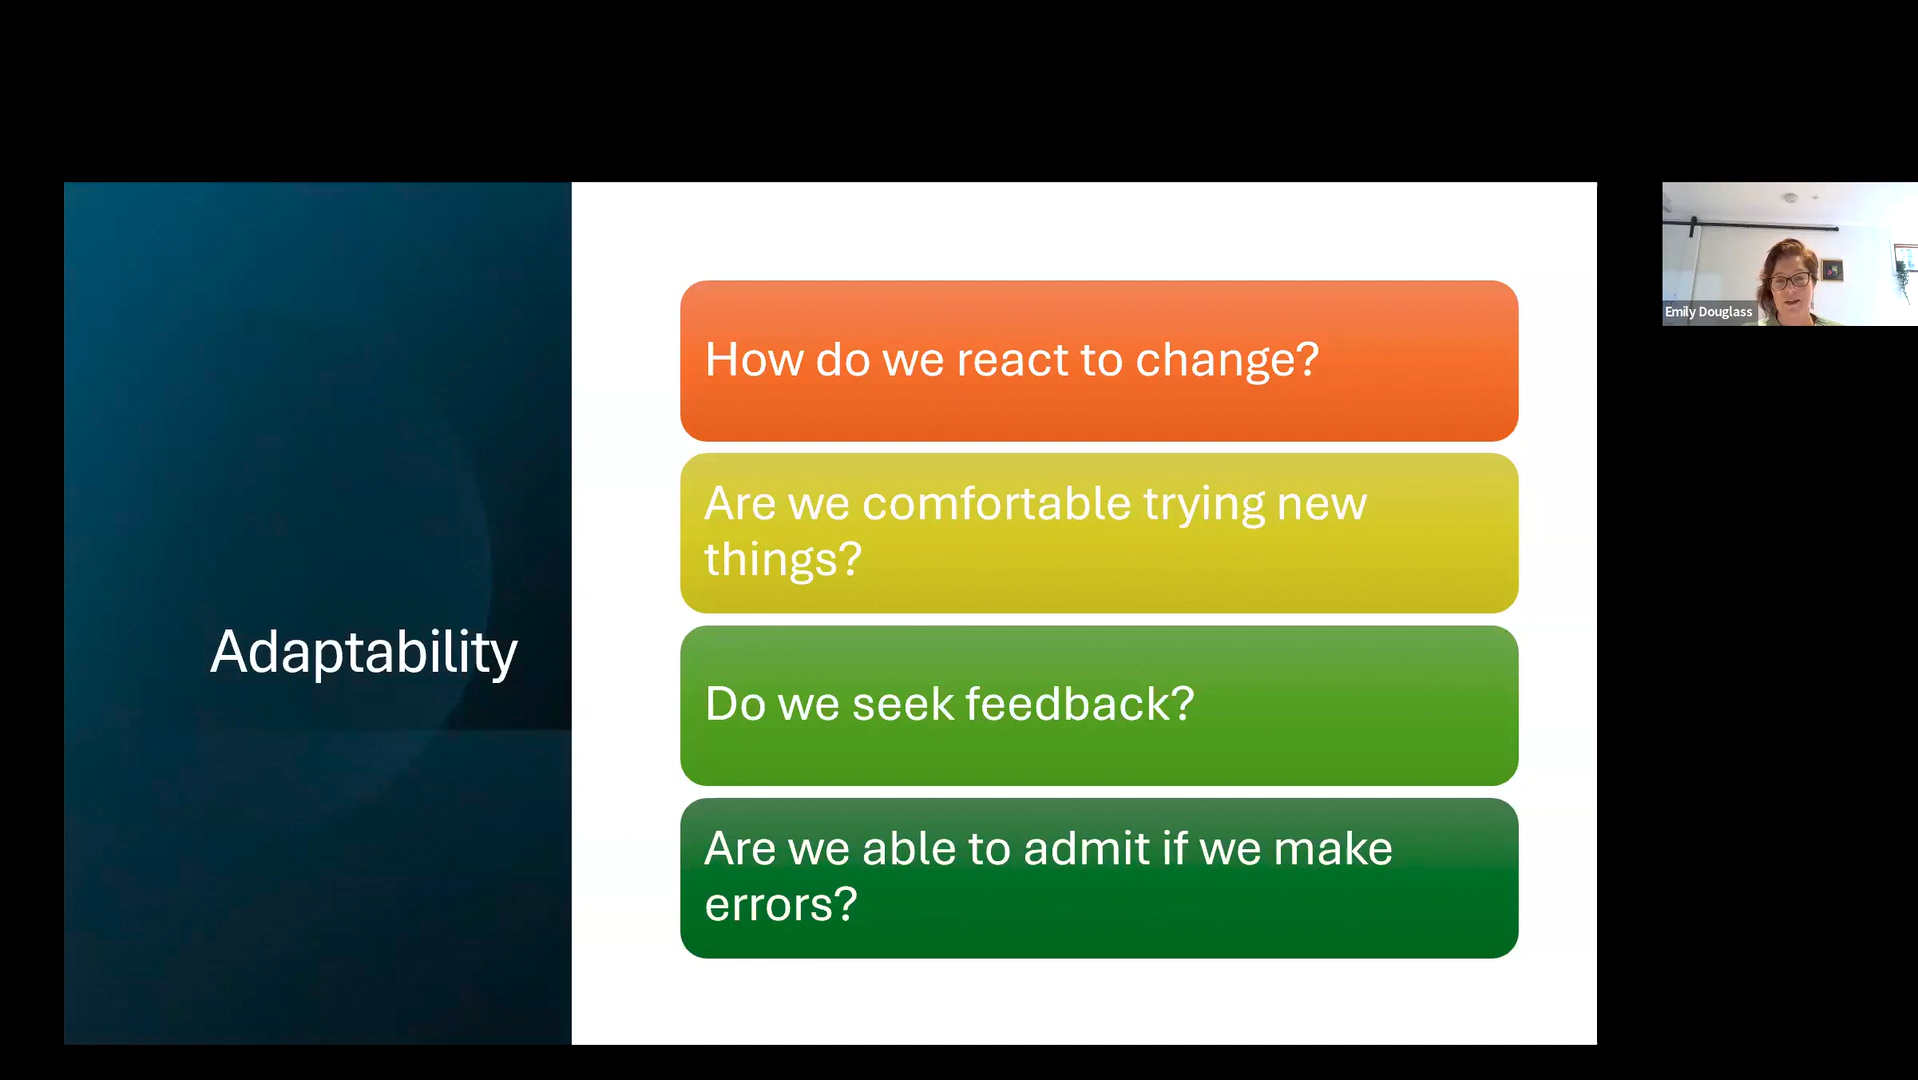 Adaptability
How do we react to change?
Are we comfortable trying new
things?
Do we seek feedback?
Are we able to admit if we make
errors?
Emily Douglass